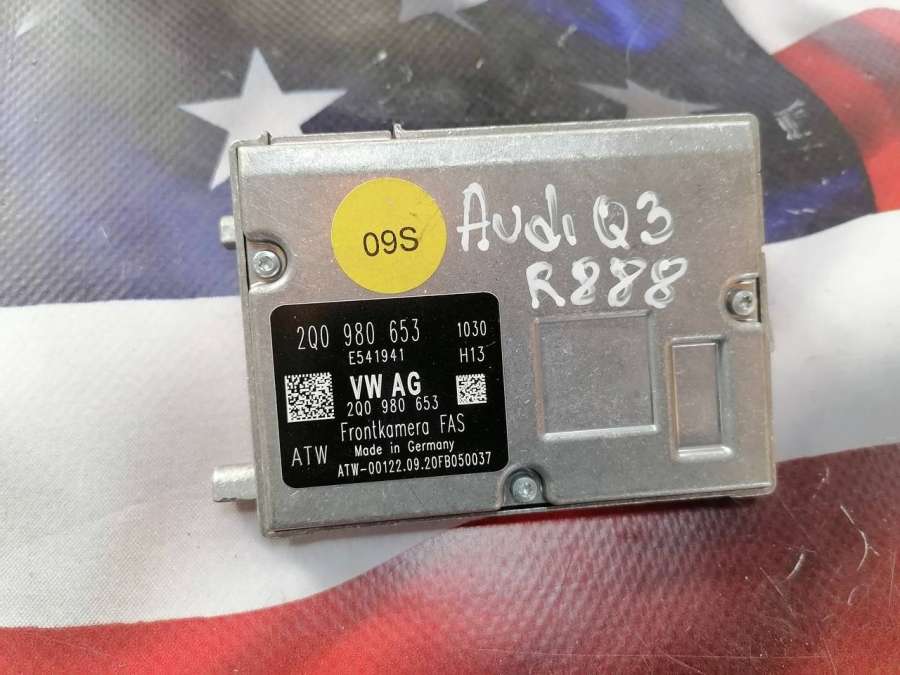 09S
Audi Q3
R888
2Q0 980 653 1030
E541941 H13
VW AG
2Q0 980 653
Frontkamera FAS
ATW Made in Germany
ATW-00122.09.20FB050037